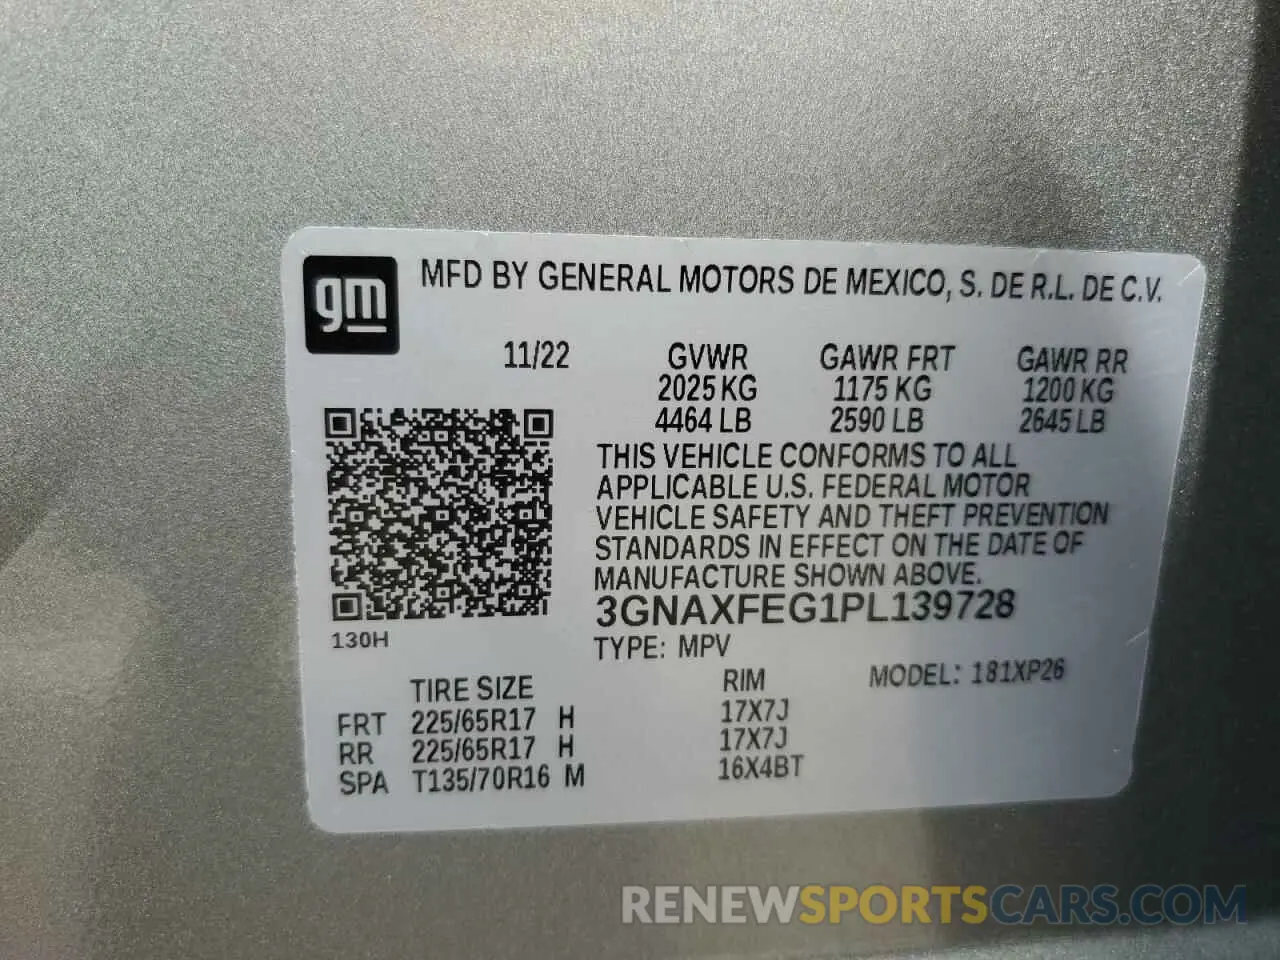 gm
MFD BY GENERAL MOTORS DE MEXICO, S. DE R.L. DE C.V.
11/22 GVWR GAWR FRT GAWR RR
2025 KG 1175 KG 1200 KG
4464 LB 2590 LB 2645 LB
THIS VEHICLE CONFORMS TO ALL
APPLICABLE U.S. FEDERAL MOTOR
VEHICLE SAFETY AND THEFT PREVENTION
STANDARDS IN EFFECT ON THE DATE OF
MANUFACTURE SHOWN ABOVE.
3GNAXFEG1PL139728
130H
TYPE: MPV
TIRE SIZE RIM MODEL: 181XP26
FRT 225/65R17 H 17X7J
RR 225/65R17 H 17X7J
SPA T135/70R16 M 16X4BT
RENEWSPORTSCARS.COM